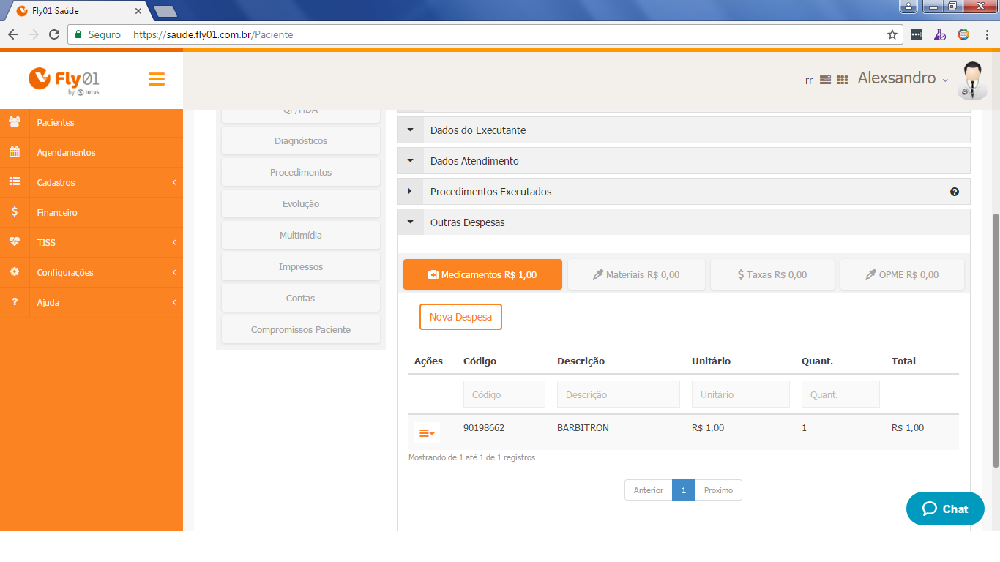 Fly01 Saúde
Seguro https://saude.fly01.com.br/Paciente
Fly01
by TOTVS
rr Alexsandro
Pacientes
Agendamentos
Cadastros
Financeiro
TISS
Configurações
Ajuda
QP/HDA
Diagnósticos
Procedimentos
Evolução
Multimídia
Impressos
Contas
Compromissos Paciente
Dados do Executante
Dados Atendimento
Procedimentos Executados
Outras Despesas
Medicamentos R$ 1,00 Materiais R$ 0,00 $ Taxas R$ 0,00 OPME R$ 0,00
Nova Despesa
Ações Código Descrição Unitário Quant. Total
Código Descrição Unitário Quant.
90198662 BARBITRON R$ 1,00 1 R$ 1,00
Mostrando de 1 até 1 de 1 registros
Anterior 1 Próximo
Chat